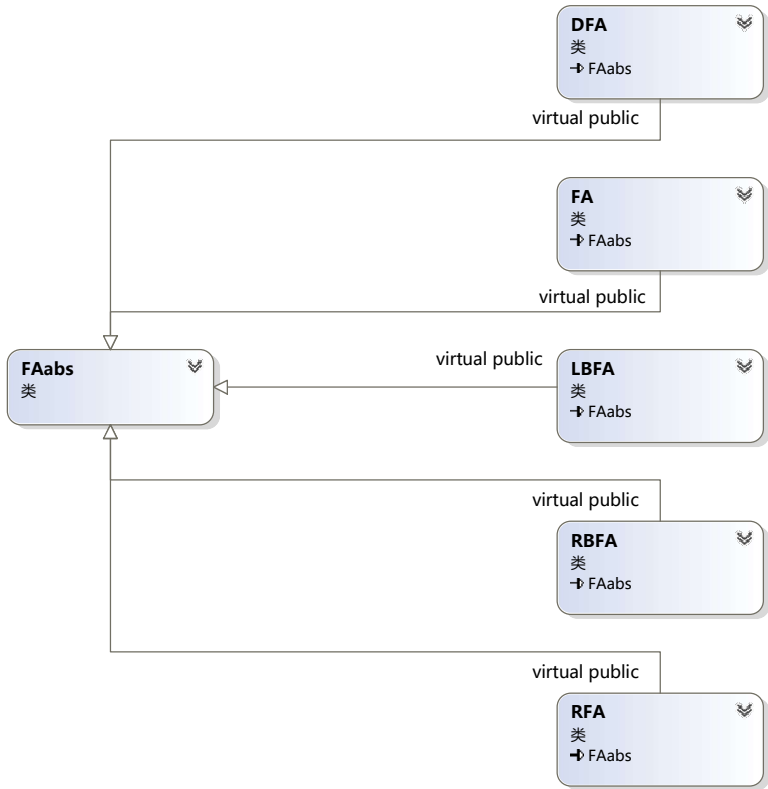 DFA
类
FAabs
virtual public
FA
类
FAabs
virtual public
FAabs
类
virtual public
LBFA
类
FAabs
virtual public
RBFA
类
FAabs
virtual public
RFA
类
FAabs